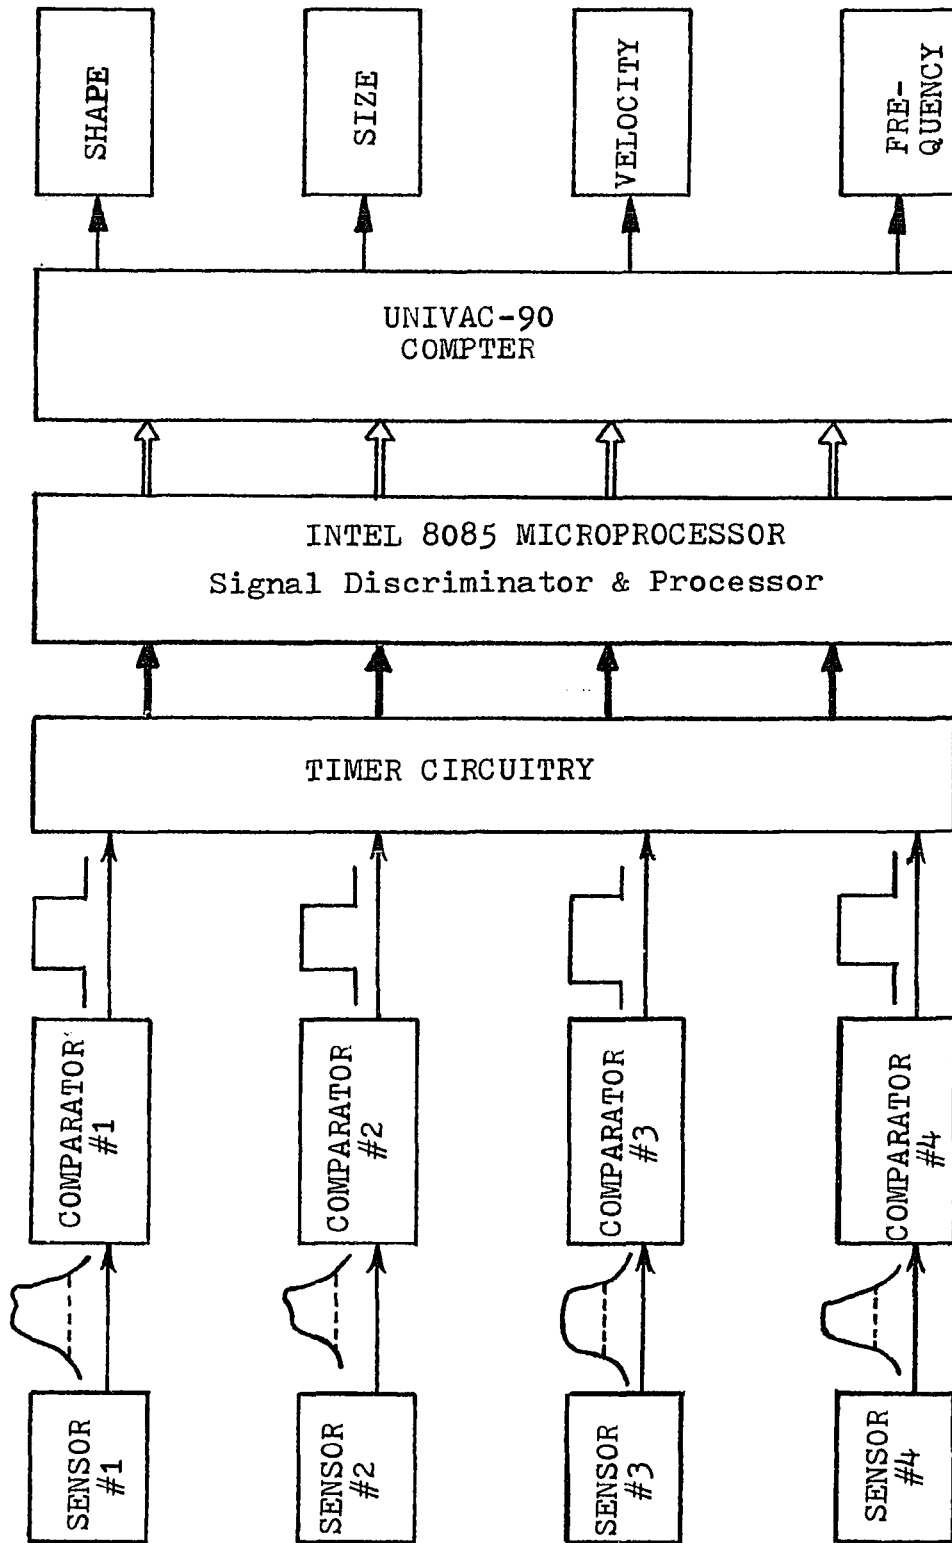 SHAPE
SIZE
VELOCITY
FRE-
QUENCY
UNIVAC-90
COMPTER
INTEL 8085 MICROPROCESSOR
Signal Discriminator & Processor
TIMER CIRCUITRY
COMPARATOR
#1
COMPARATOR
#2
COMPARATOR
#3
COMPARATOR
#4
SENSOR
#1
SENSOR
#2
SENSOR
#3
SENSOR
#4